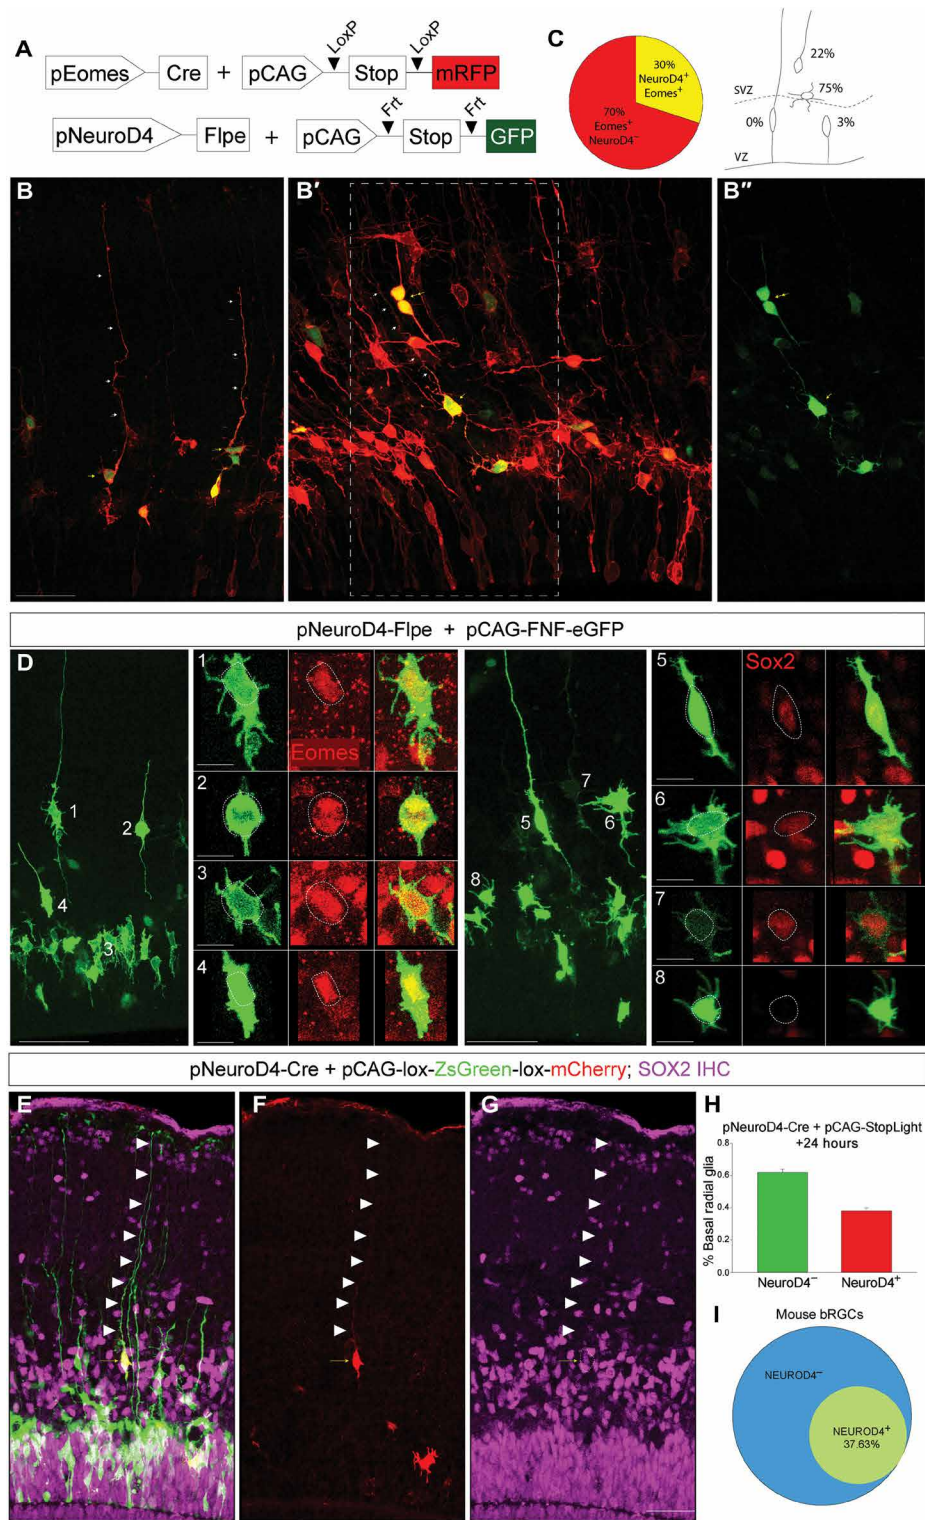 A
LoxP
LoxP
pEomes
Cre
+
pCAG
Stop
mRFP
Frt
Frt
pNeuroD4
Flpe
+
pCAG
Stop
GFP
C
30%
NeuroD4+
Eomes+
70%
Eomes+
NeuroD4–
22%
SVZ
75%
0%
3%
VZ
B
B′
B″
pNeuroD4-Flpe + pCAG-FNF-eGFP
D
1
2
4
3
1
Eomes
2
3
4
7
5
6
8
5
Sox2
6
7
8
pNeuroD4-Cre + pCAG-lox-ZsGreen-lox-mCherry; SOX2 IHC
E
F
G
H
pNeuroD4-Cre + pCAG-StopLight
+24 hours
% Basal radial glia
0.8
0.6
0.4
0.2
0.0
NeuroD4–
NeuroD4+
I
Mouse bRGCs
NEUROD4–
NEUROD4+
37.63%